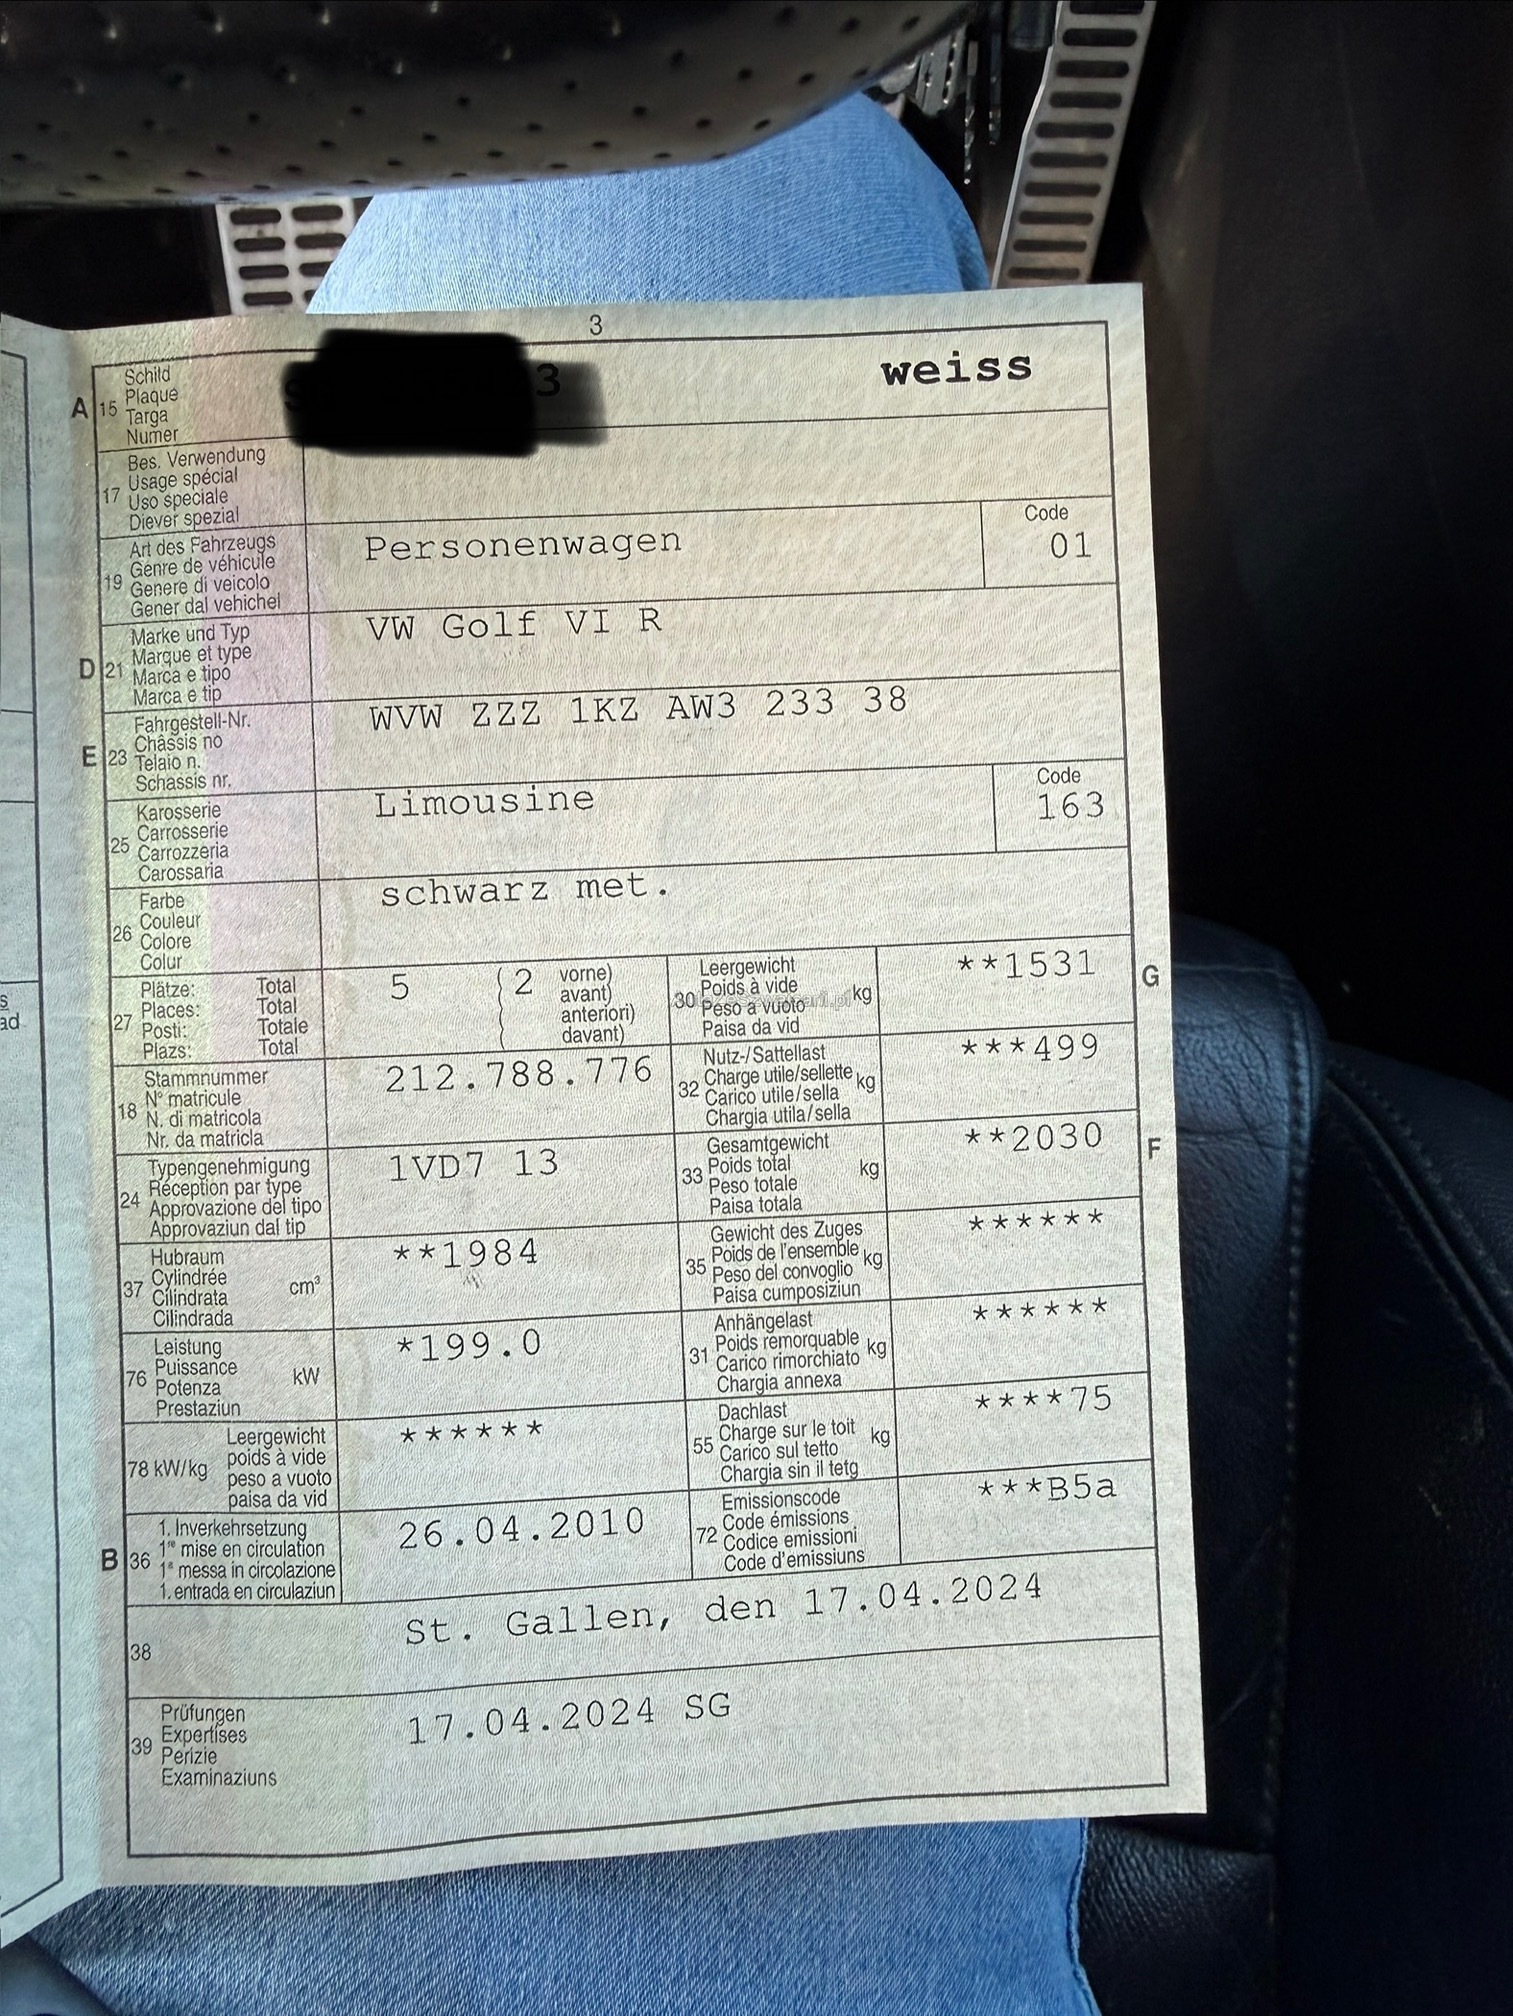 3
A 15 Schild
Plaque
Targa
Numer
3 weiss
17 Bes. Verwendung
Usage spécial
Uso speciale
Diever spezial
19 Art des Fahrzeugs
Genre de véhicule
Genere di veicolo
Gener dal vehichel
Personenwagen
Code
01
D 21 Marke und Typ
Marque et type
Marca e tipo
Marca e tip
VW Golf VI R
E 23 Fahrgestell-Nr.
Châssis no
Telaio n.
Schassis nr.
WVW ZZZ 1KZ AW3 233 38
25 Karosserie
Carrosserie
Carrozzeria
Carossaria
Limousine
Code
163
26 Farbe
Couleur
Colore
Colur
schwarz met.
27 Plätze: Total
Places: Total
Posti: Totale
Plazs: Total
5 (2 vorne)
avant)
anteriori)
davant)
30 Leergewicht
Poids à vide
Peso a vuoto
Paisa da vid
kg
**1531
G
18 Stammnummer
N° matricule
N. di matricola
Nr. da matricla
212.788.776
32 Nutz-/Sattellast
Charge utile/sellette
Carico utile/sella
Chargia utila/sella
kg
***499
24 Typengenehmigung
Réception par type
Approvazione del tipo
Approvaziun dal tip
1VD7 13
33 Gesamtgewicht
Poids total
Peso totale
Paisa totala
kg
**2030
F
37 Hubraum
Cylindrée
Cilindrata
Cilindrada
cm³
**1984
35 Gewicht des Zuges
Poids de l'ensemble
Peso del convoglio
Paisa cumposiziun
kg
******
76 Leistung
Puissance
Potenza
Prestaziun
kW
*199.0
31 Anhängelast
Poids remorquable
Carico rimorchiato
Chargia annexa
kg
******
78 kW/kg Leergewicht
poids à vide
peso a vuoto
paisa da vid
******
55 Dachlast
Charge sur le toit
Carico sul tetto
Chargia sin il tetg
kg
****75
B 36 1. Inverkehrsetzung
1re mise en circulation
1a messa in circolazione
1. entrada en circulaziun
26.04.2010
72 Emissionscode
Code émissions
Codice emissioni
Code d'emissiuns
***B5a
38 St. Gallen, den 17.04.2024
39 Prüfungen
Expertises
Perizie
Examinaziuns
17.04.2024 SG